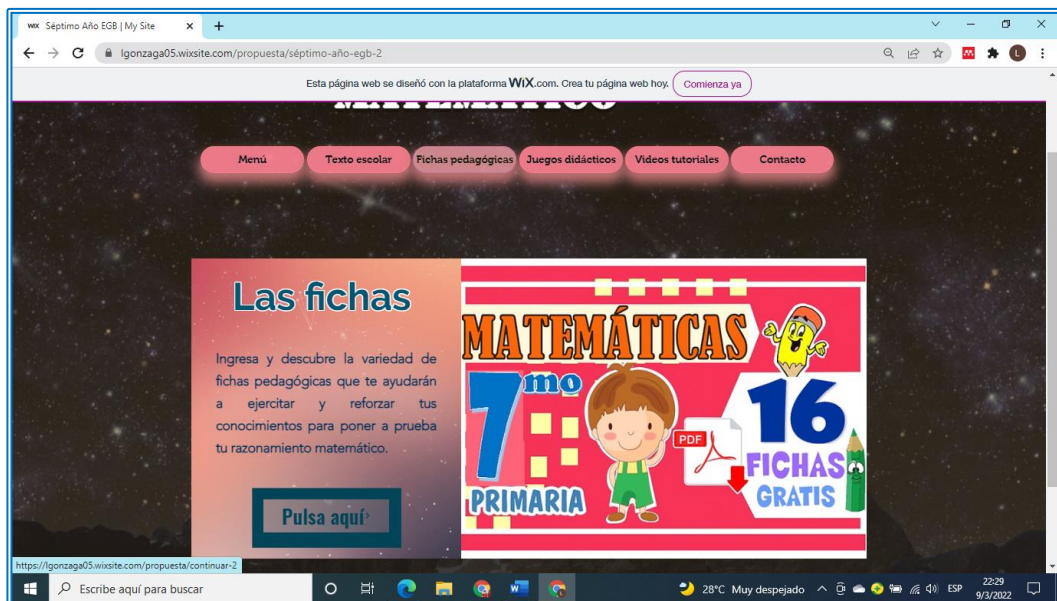 WiX Séptimo Año EGB | My Site
lgonzaga05.wixsite.com/propuesta/séptimo-año-egb-2
L
Esta página web se diseñó con la plataforma WiX.com. Crea tu página web hoy. Comienza ya
MATEMÁTICO
Menú Texto escolar Fichas pedagógicas Juegos didácticos Videos tutoriales Contacto
Las fichas
Ingresa y descubre la variedad de
fichas pedagógicas que te ayudarán
a ejercitar y reforzar tus
conocimientos para poner a prueba
tu razonamiento matemático.
Pulsa aquí
MATEMÁTICAS
7mo
PRIMARIA
PDF
16
FICHAS
GRATIS
https://lgonzaga05.wixsite.com/propuesta/continuar-2
Escribe aquí para buscar
28°C Muy despejado
ESP
22:29
9/3/2022